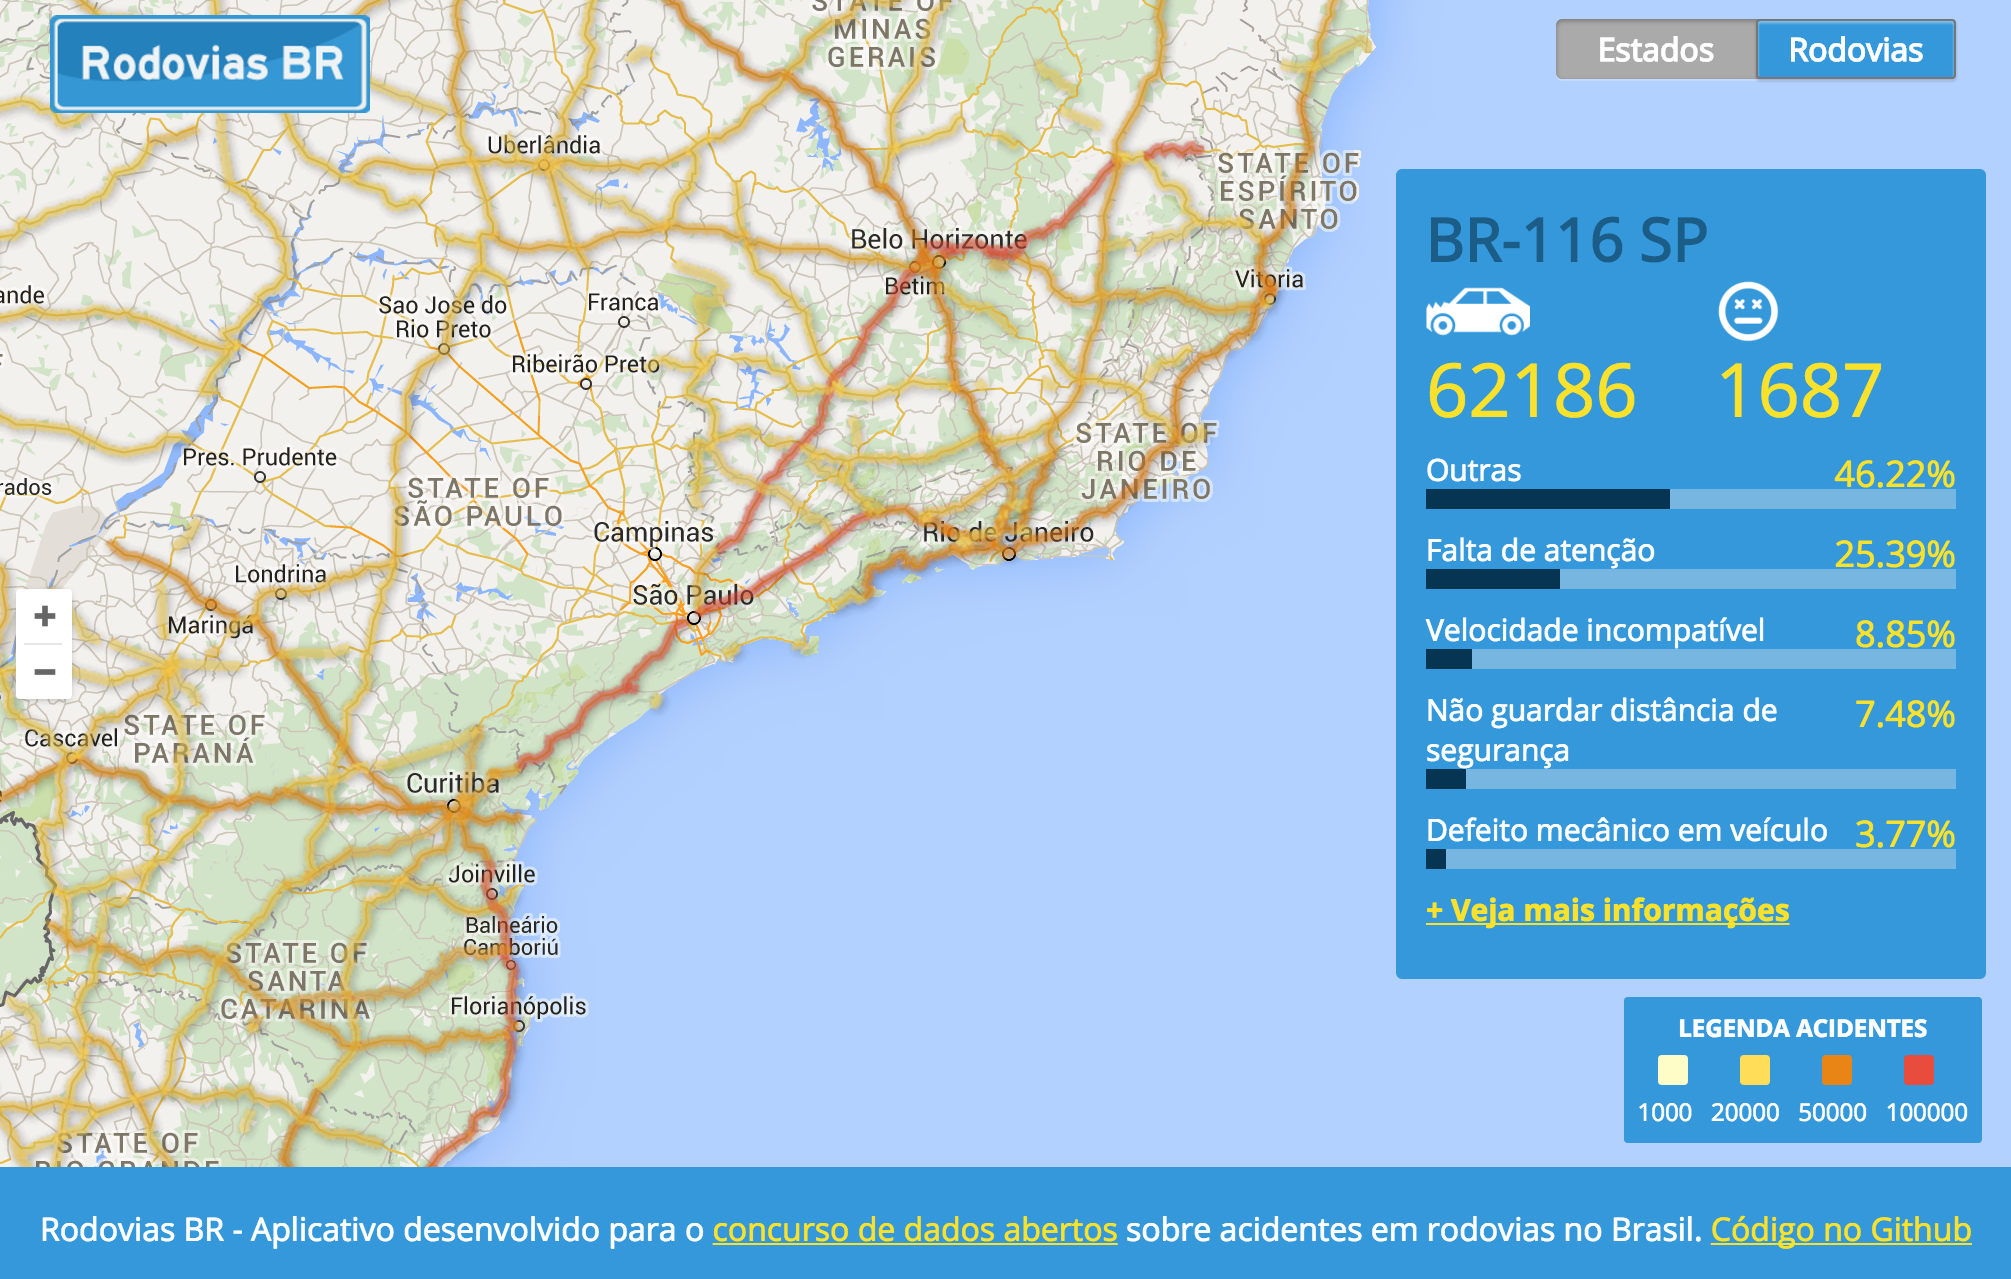 Rodovias BR
Estados
Rodovias
STATE OF
MINAS
GERAIS
Uberlândia
STATE OF
ESPÍRITO
SANTO
Belo Horizonte
Betim
Vitoria
ande
Sao Jose do
Rio Preto
Franca
Ribeirão Preto
STATE OF
RIO DE
JANEIRO
Pres. Prudente
rados
STATE OF
SÃO PAULO
Campinas
Rio de Janeiro
Londrina
São Paulo
Maringá
+
−
STATE OF
PARANÁ
Cascavel
Curitiba
Joinville
Balneário
Camboriú
STATE OF
SANTA
CATARINA
Florianópolis
STATE OF
RIO GRANDE
BR-116 SP
62186
1687
Outras 46.22%
Falta de atenção 25.39%
Velocidade incompatível 8.85%
Não guardar distância de 7.48%
segurança
Defeito mecânico em veículo 3.77%
+ Veja mais informações
LEGENDA ACIDENTES
1000 20000 50000 100000
Rodovias BR - Aplicativo desenvolvido para o concurso de dados abertos sobre acidentes em rodovias no Brasil. Código no Github